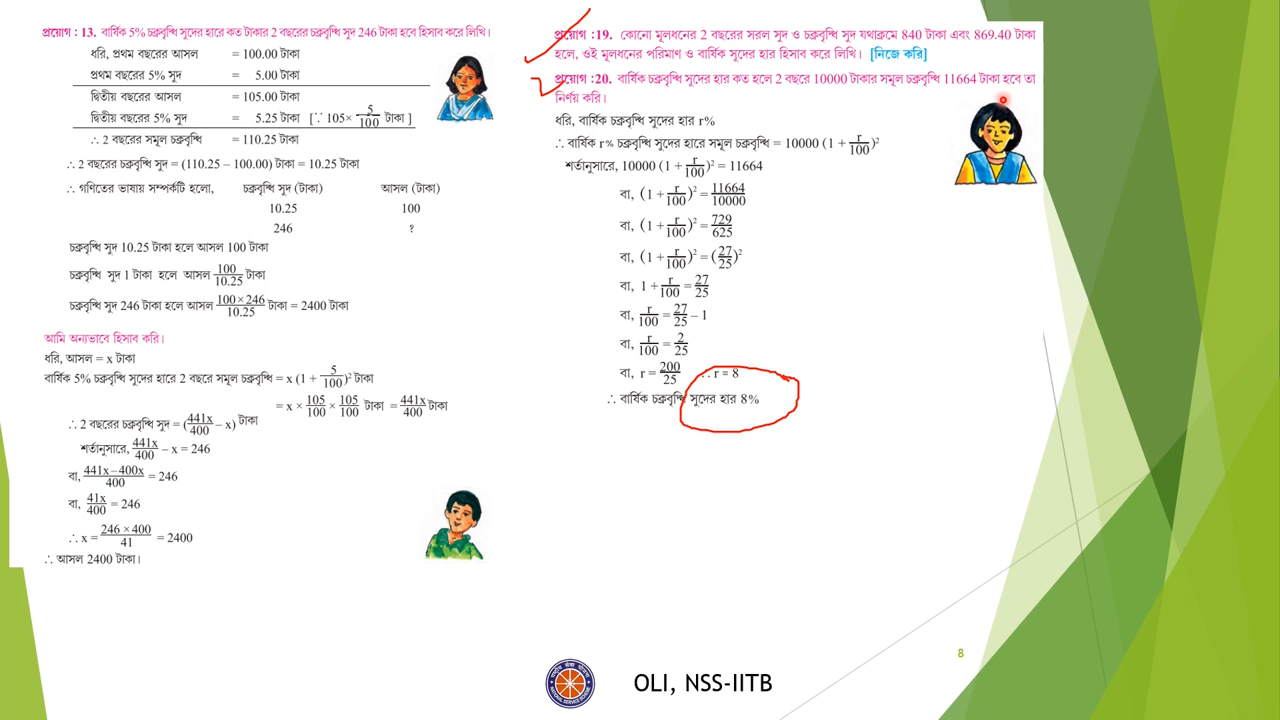 প্রয়োগ : 13. বার্ষিক 5% চক্রবৃদ্ধি সুদের হারে কত টাকার 2 বছরের চক্রবৃদ্ধি সুদ 246 টাকা হবে হিসাব করে লিখি।
ধরি, প্রথম বছরের আসল = 100.00 টাকা
প্রথম বছরের 5% সুদ = 5.00 টাকা
দ্বিতীয় বছরের আসল = 105.00 টাকা
দ্বিতীয় বছরের 5% সুদ = 5.25 টাকা [∵ 105× 5/100 টাকা ]
∴ 2 বছরের সমূল চক্রবৃদ্ধি = 110.25 টাকা
∴ 2 বছরের চক্রবৃদ্ধি সুদ = (110.25 – 100.00) টাকা = 10.25 টাকা
∴ গণিতের ভাষায় সম্পর্কটি হলো, চক্রবৃদ্ধি সুদ (টাকা) আসল (টাকা)
10.25 100
246 ?
চক্রবৃদ্ধি সুদ 10.25 টাকা হলে আসল 100 টাকা
চক্রবৃদ্ধি সুদ 1 টাকা হলে আসল 100/10.25 টাকা
চক্রবৃদ্ধি সুদ 246 টাকা হলে আসল 100×246/10.25 টাকা = 2400 টাকা
আমি অন্যভাবে হিসাব করি।
ধরি, আসল = x টাকা
বার্ষিক 5% চক্রবৃদ্ধি সুদের হারে 2 বছরে সমূল চক্রবৃদ্ধি = x (1 + 5/100)² টাকা
= x × 105/100 × 105/100 টাকা = 441x/400 টাকা
∴ 2 বছরের চক্রবৃদ্ধি সুদ = (441x/400 – x) টাকা
শর্তানুসারে, 441x/400 – x = 246
বা, 441x–400x/400 = 246
বা, 41x/400 = 246
∴ x = 246 × 400/41 = 2400
∴ আসল 2400 টাকা।
প্রয়োগ : 19. কোনো মূলধনের 2 বছরের সরল সুদ ও চক্রবৃদ্ধি সুদ যথাক্রমে 840 টাকা এবং 869.40 টাকা
হলে, ওই মূলধনের পরিমাণ ও বার্ষিক সুদের হার হিসাব করে লিখি। [নিজে করি]
প্রয়োগ : 20. বার্ষিক চক্রবৃদ্ধি সুদের হার কত হলে 2 বছরে 10000 টাকার সমূল চক্রবৃদ্ধি 11664 টাকা হবে তা
নির্ণয় করি।
ধরি, বার্ষিক চক্রবৃদ্ধি সুদের হার r%
∴ বার্ষিক r% চক্রবৃদ্ধি সুদের হারে সমূল চক্রবৃদ্ধি = 10000 (1 + r/100)²
শর্তানুসারে, 10000 (1 + r/100)² = 11664
বা, (1 + r/100)² = 11664/10000
বা, (1 + r/100)² = 729/625
বা, (1 + r/100)² = (27/25)²
বা, 1 + r/100 = 27/25
বা, r/100 = 27/25 – 1
বা, r/100 = 2/25
বা, r = 200/25 ∴ r = 8
∴ বার্ষিক চক্রবৃদ্ধি সুদের হার 8%
8
OLI, NSS-IITB